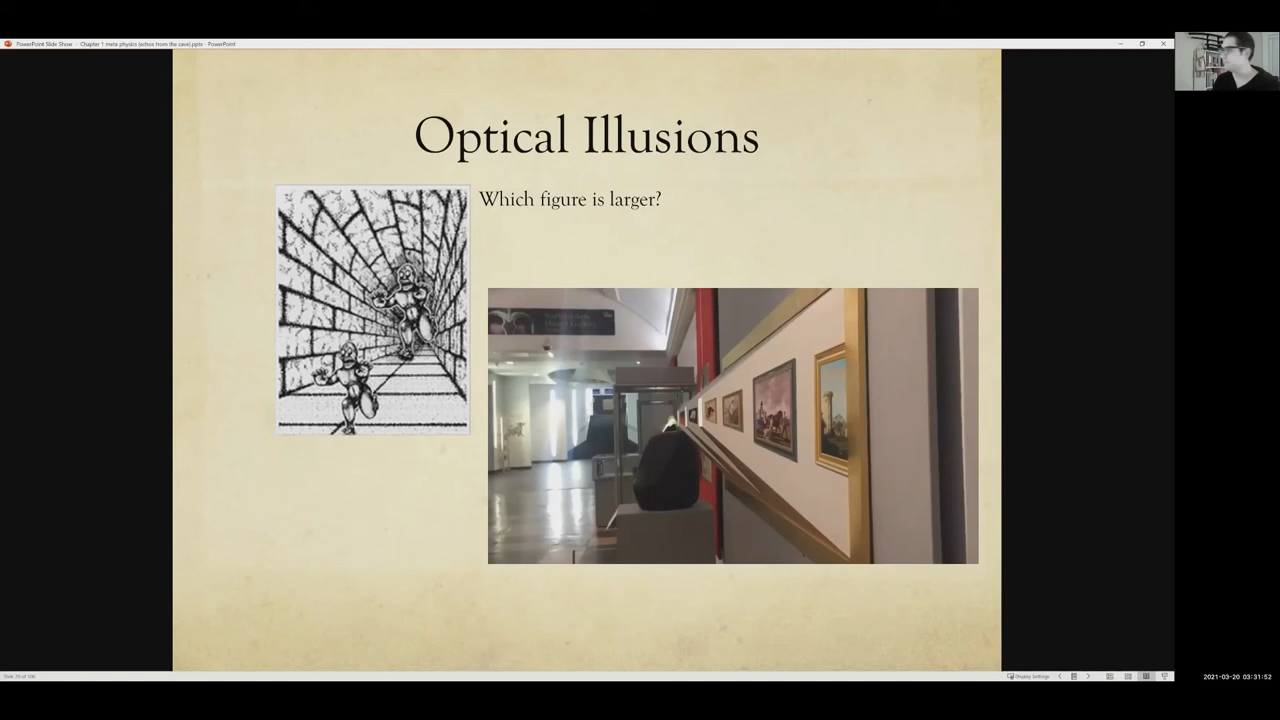 PowerPoint Slide Show - Chapter 1 meta physics (echos from the cave).pptx - PowerPoint
Optical Illusions
Which figure is larger?
Display Settings
2021-03-20 03:31:52